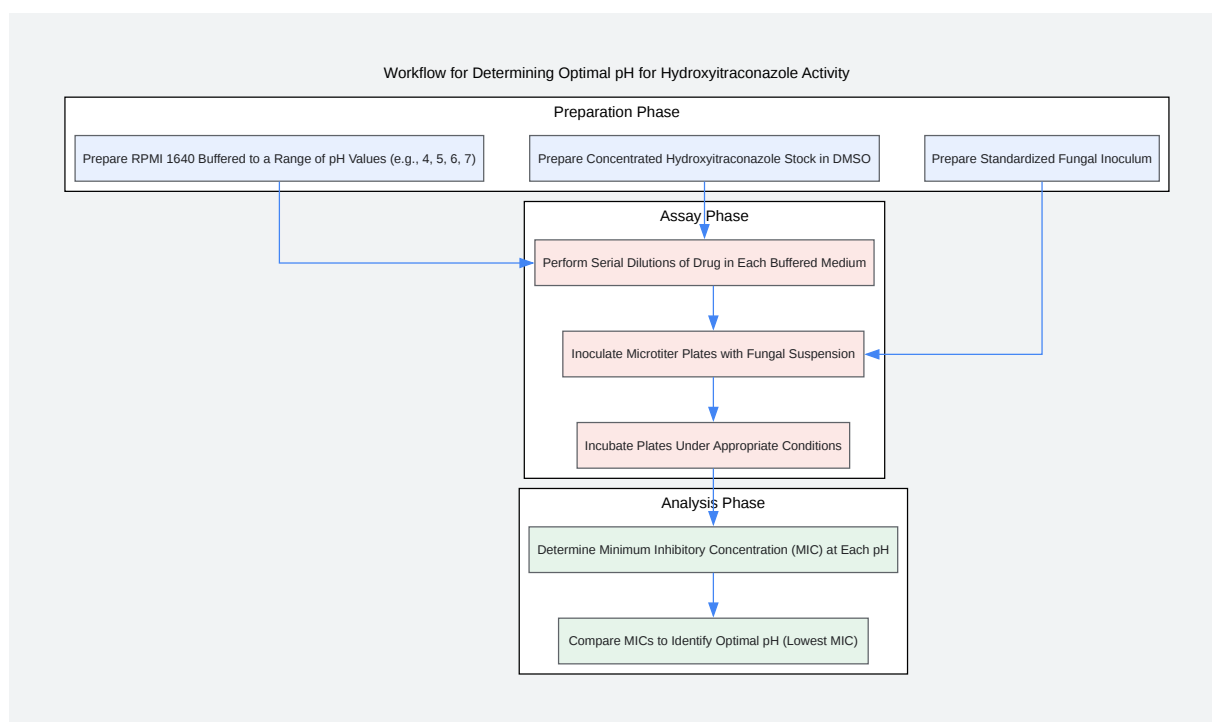 Workflow for Determining Optimal pH for Hydroxyitraconazole Activity
Preparation Phase
Prepare RPMI 1640 Buffered to a Range of pH Values (e.g., 4, 5, 6, 7)
Prepare Concentrated Hydroxyitraconazole Stock in DMSO
Prepare Standardized Fungal Inoculum
Assay Phase
Perform Serial Dilutions of Drug in Each Buffered Medium
Inoculate Microtiter Plates with Fungal Suspension
Incubate Plates Under Appropriate Conditions
Analysis Phase
Determine Minimum Inhibitory Concentration (MIC) at Each pH
Compare MICs to Identify Optimal pH (Lowest MIC)